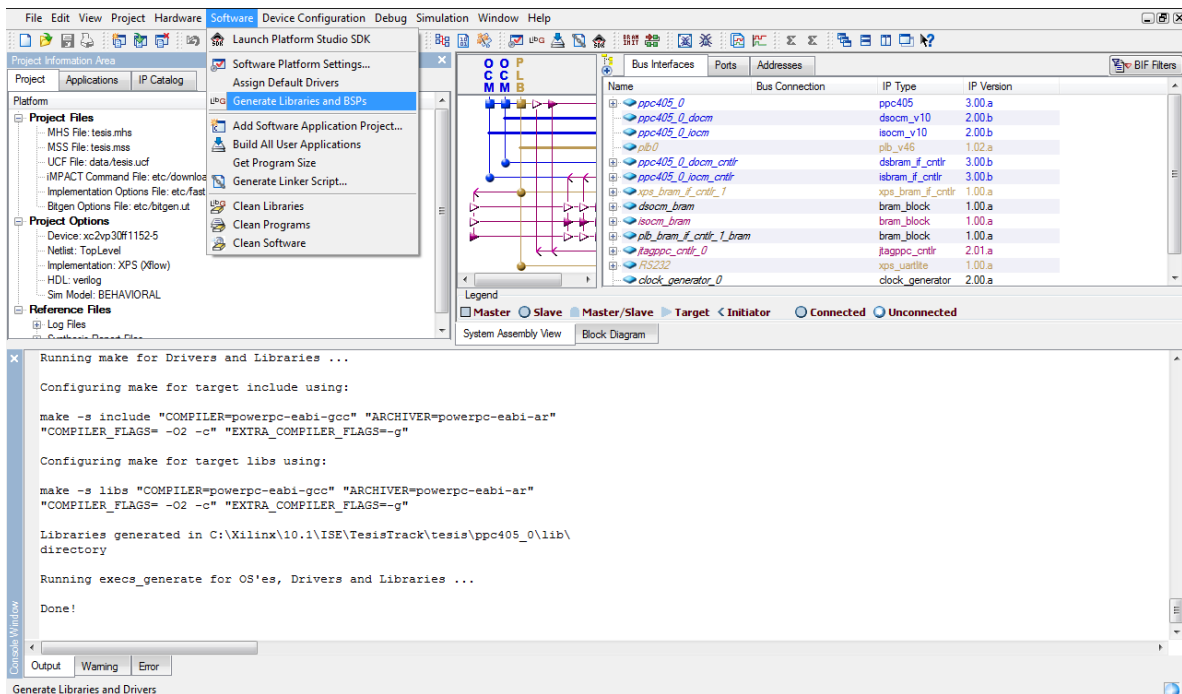 File Edit View Project Hardware Software Device Configuration Debug Simulation Window Help
Project Information Area
Project Applications IP Catalog
Platform
Project Files
MHS File: tesis.mhs
MSS File: tesis.mss
UCF File: data/tesis.ucf
iMPACT Command File: etc/downloa
Implementation Options File: etc/fast
Bitgen Options File: etc/bitgen.ut
Project Options
Device: xc2vp30ff1152-5
Netlist: TopLevel
Implementation: XPS (Xflow)
HDL: verilog
Sim Model: BEHAVIORAL
Reference Files
Log Files
Launch Platform Studio SDK
Software Platform Settings...
Assign Default Drivers
Generate Libraries and BSPs
Add Software Application Project...
Build All User Applications
Get Program Size
Generate Linker Script...
Clean Libraries
Clean Programs
Clean Software
O O P
C C L
M M B
Bus Interfaces Ports Addresses BIF Filters
Name Bus Connection IP Type IP Version
ppc405_0 ppc405 3.00.a
ppc405_0_docm dsocm_v10 2.00.b
ppc405_0_iocm isocm_v10 2.00.b
plb0 plb_v46 1.02.a
ppc405_0_docm_cntlr dsbram_if_cntlr 3.00.b
ppc405_0_iocm_cntlr isbram_if_cntlr 3.00.b
xps_bram_if_cntlr_1 xps_bram_if_cntlr 1.00.a
dsocm_bram bram_block 1.00.a
isocm_bram bram_block 1.00.a
plb_bram_if_cntlr_1_bram bram_block 1.00.a
jtagppc_cntlr_0 jtagppc_cntlr 2.01.a
RS232 xps_uartlite 1.00.a
clock_generator_0 clock_generator 2.00.a
Legend
Master Slave Master/Slave Target Initiator Connected Unconnected
System Assembly View Block Diagram
Running make for Drivers and Libraries ...
Configuring make for target include using:
make -s include "COMPILER=powerpc-eabi-gcc" "ARCHIVER=powerpc-eabi-ar"
"COMPILER_FLAGS= -O2 -c" "EXTRA_COMPILER_FLAGS=-g"
Configuring make for target libs using:
make -s libs "COMPILER=powerpc-eabi-gcc" "ARCHIVER=powerpc-eabi-ar"
"COMPILER_FLAGS= -O2 -c" "EXTRA_COMPILER_FLAGS=-g"
Libraries generated in C:\Xilinx\10.1\ISE\TesisTrack\tesis\ppc405_0\lib\
directory
Running execs_generate for OS'es, Drivers and Libraries ...
Done!
Console Window
Output Warning Error
Generate Libraries and Drivers